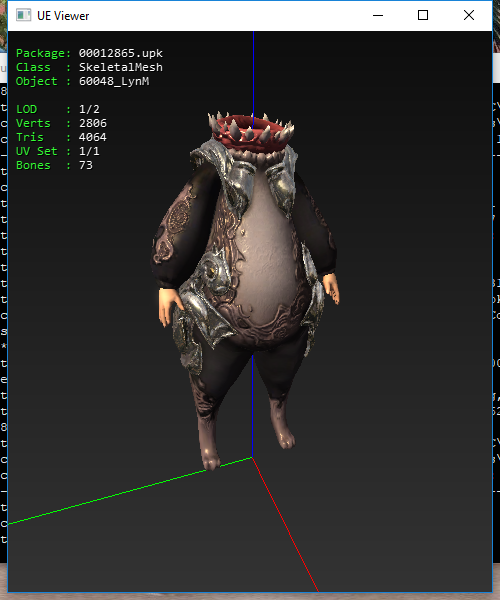 UE Viewer
Package: 00012865.upk
Class : SkeletalMesh
Object : 60048_LynM
LOD : 1/2
Verts : 2806
Tris : 4064
UV Set : 1/1
Bones : 73